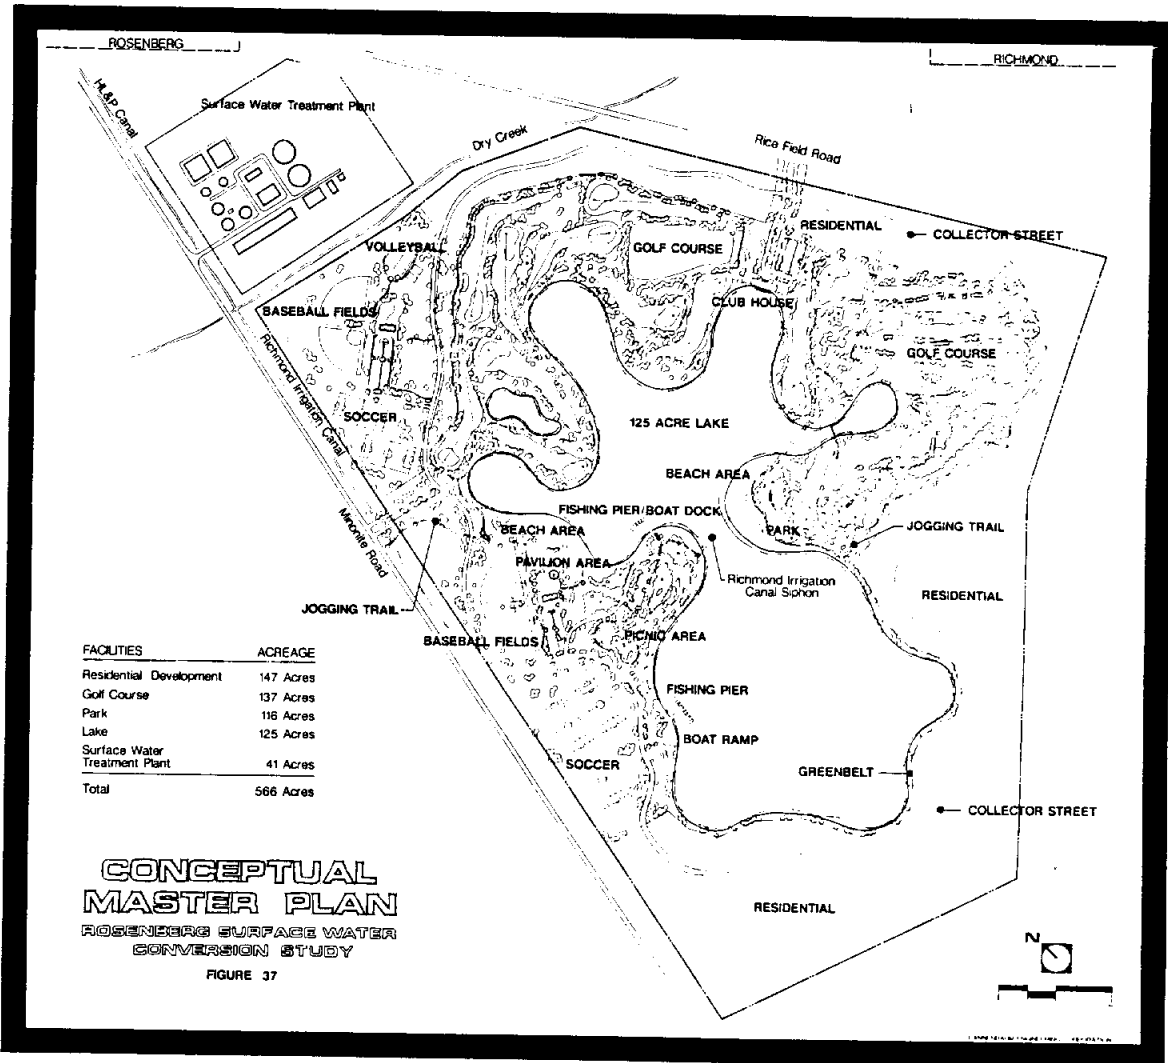 ROSENBERG
RICHMOND
HL&P Canal
Surface Water Treatment Plant
Dry Creek
Rice Field Road
RESIDENTIAL
COLLECTOR STREET
VOLLEYBALL
GOLF COURSE
CLUB HOUSE
BASEBALL FIELDS
Richmond Irrigation Canal
GOLF COURSE
SOCCER
125 ACRE LAKE
BEACH AREA
FISHING PIER/BOAT DOCK
Minonite Road
BEACH AREA
PARK
JOGGING TRAIL
PAVILION AREA
Richmond Irrigation
Canal Siphon
RESIDENTIAL
JOGGING TRAIL
BASEBALL FIELDS
PICNIC AREA
FISHING PIER
BOAT RAMP
SOCCER
GREENBELT
COLLECTOR STREET
RESIDENTIAL
FACILITIES ACREAGE
Residential Development 147 Acres
Golf Course 137 Acres
Park 116 Acres
Lake 125 Acres
Surface Water
Treatment Plant 41 Acres
Total 566 Acres
CONCEPTUAL
MASTER PLAN
ROSENBERG SURFACE WATER
CONVERSION STUDY
FIGURE 37
N